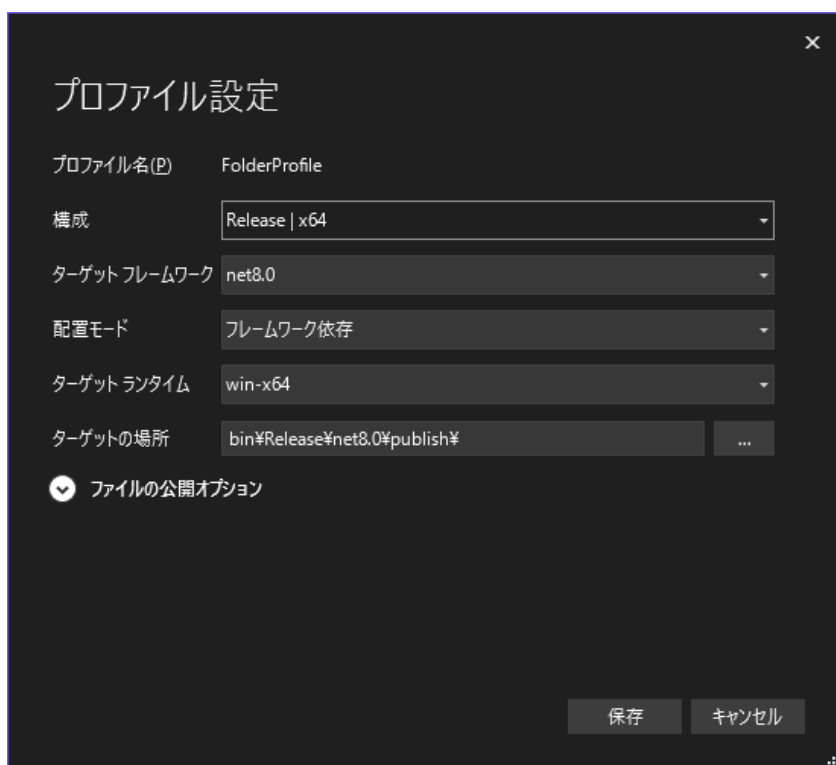 プロファイル設定
プロファイル名(P) FolderProfile
構成 Release | x64
ターゲット フレームワーク net8.0
配置モード フレームワーク依存
ターゲット ランタイム win-x64
ターゲットの場所 bin¥Release¥net8.0¥publish¥ ...
ファイルの公開オプション
保存 キャンセル